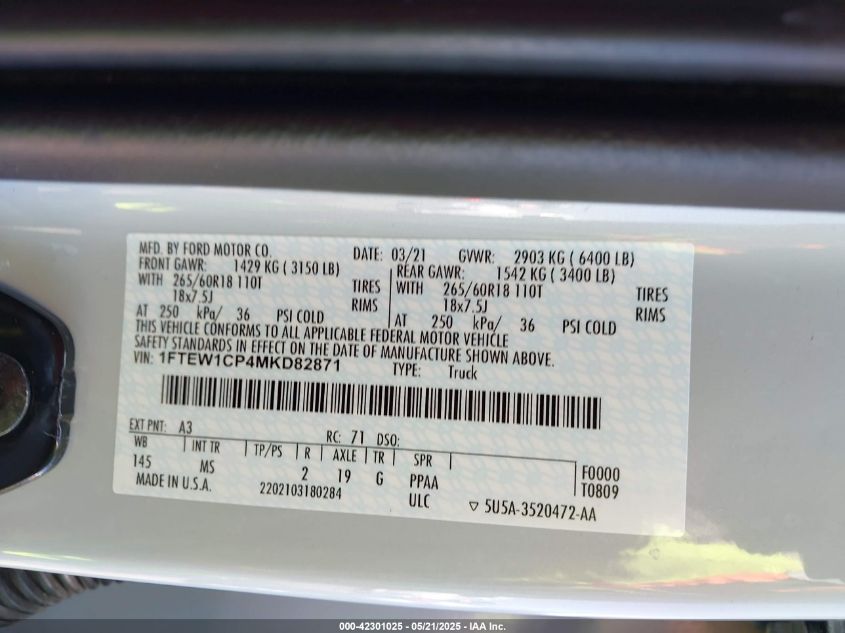 MFD. BY FORD MOTOR CO. DATE: 03/21 GVWR: 2903 KG ( 6400 LB)
FRONT GAWR: 1429 KG ( 3150 LB) REAR GAWR: 1542 KG ( 3400 LB)
WITH 265/60R18 110T TIRES WITH 265/60R18 110T TIRES
18x7.5J RIMS 18x7.5J RIMS
AT 250 kPa/ 36 PSI COLD AT 250 kPa/ 36 PSI COLD
THIS VEHICLE CONFORMS TO ALL APPLICABLE FEDERAL MOTOR VEHICLE
SAFETY STANDARDS IN EFFECT ON THE DATE OF MANUFACTURE SHOWN ABOVE.
VIN: 1FTEW1CP4MKD82871 TYPE: Truck
EXT PNT: A3 RC: 71 DSO:
WB INT TR TP/PS R AXLE TR SPR
145 MS 2 19 G PPAA F0000
ULC T0809
MADE IN U.S.A. 2202103180284 ▽ 5U5A-3520472-AA
000-42301025 - 05/21/2025 - IAA Inc.